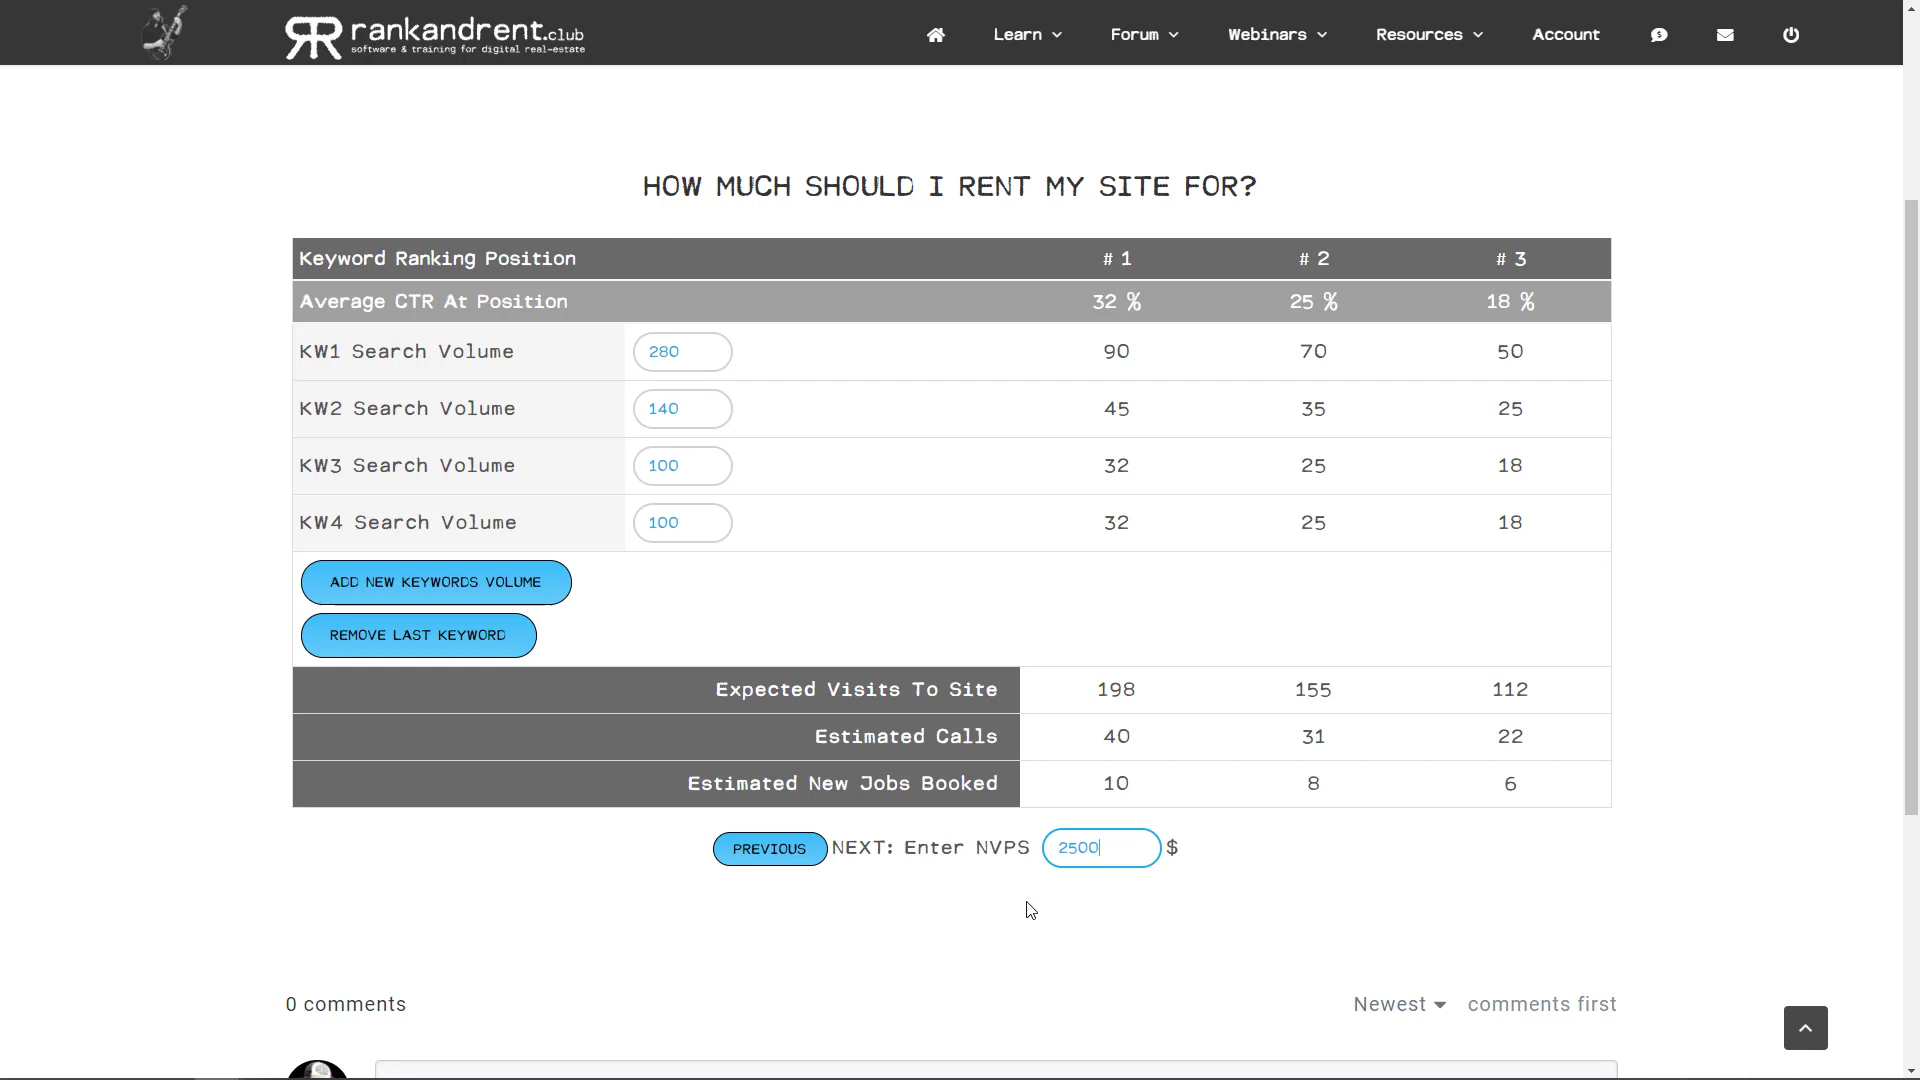 rankandrent.club
software & training for digital real-estate
Learn Forum Webinars Resources Account
HOW MUCH SHOULD I RENT MY SITE FOR?
Keyword Ranking Position # 1 # 2 # 3
Average CTR At Position 32 % 25 % 18 %
KW1 Search Volume 280 90 70 50
KW2 Search Volume 140 45 35 25
KW3 Search Volume 100 32 25 18
KW4 Search Volume 100 32 25 18
ADD NEW KEYWORDS VOLUME
REMOVE LAST KEYWORD
Expected Visits To Site 198 155 112
Estimated Calls 40 31 22
Estimated New Jobs Booked 10 8 6
PREVIOUS NEXT: Enter NVPS 2500 $
0 comments Newest comments first